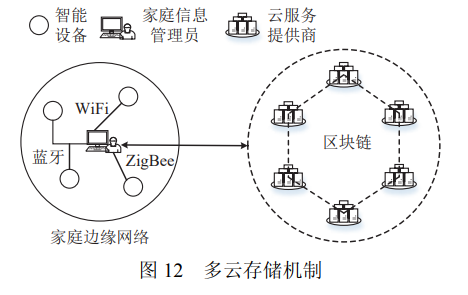 智能
设备
家庭信息
管理员
云服务
提供商
WiFi
蓝牙
ZigBee
区块链
家庭边缘网络
图 12 多云存储机制